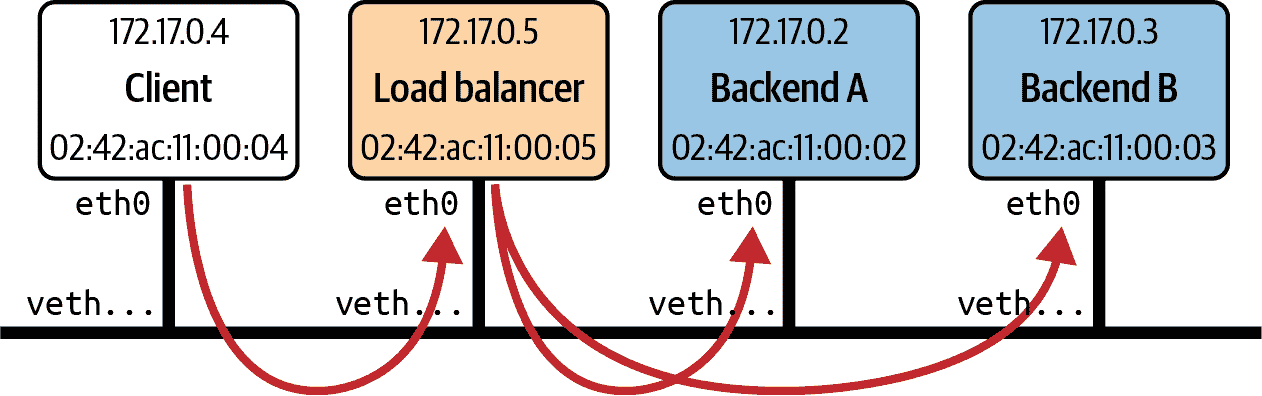 172.17.0.4
Client
02:42:ac:11:00:04
eth0
veth...
172.17.0.5
Load balancer
02:42:ac:11:00:05
eth0
veth...
172.17.0.2
Backend A
02:42:ac:11:00:02
eth0
veth...
172.17.0.3
Backend B
02:42:ac:11:00:03
eth0
veth...